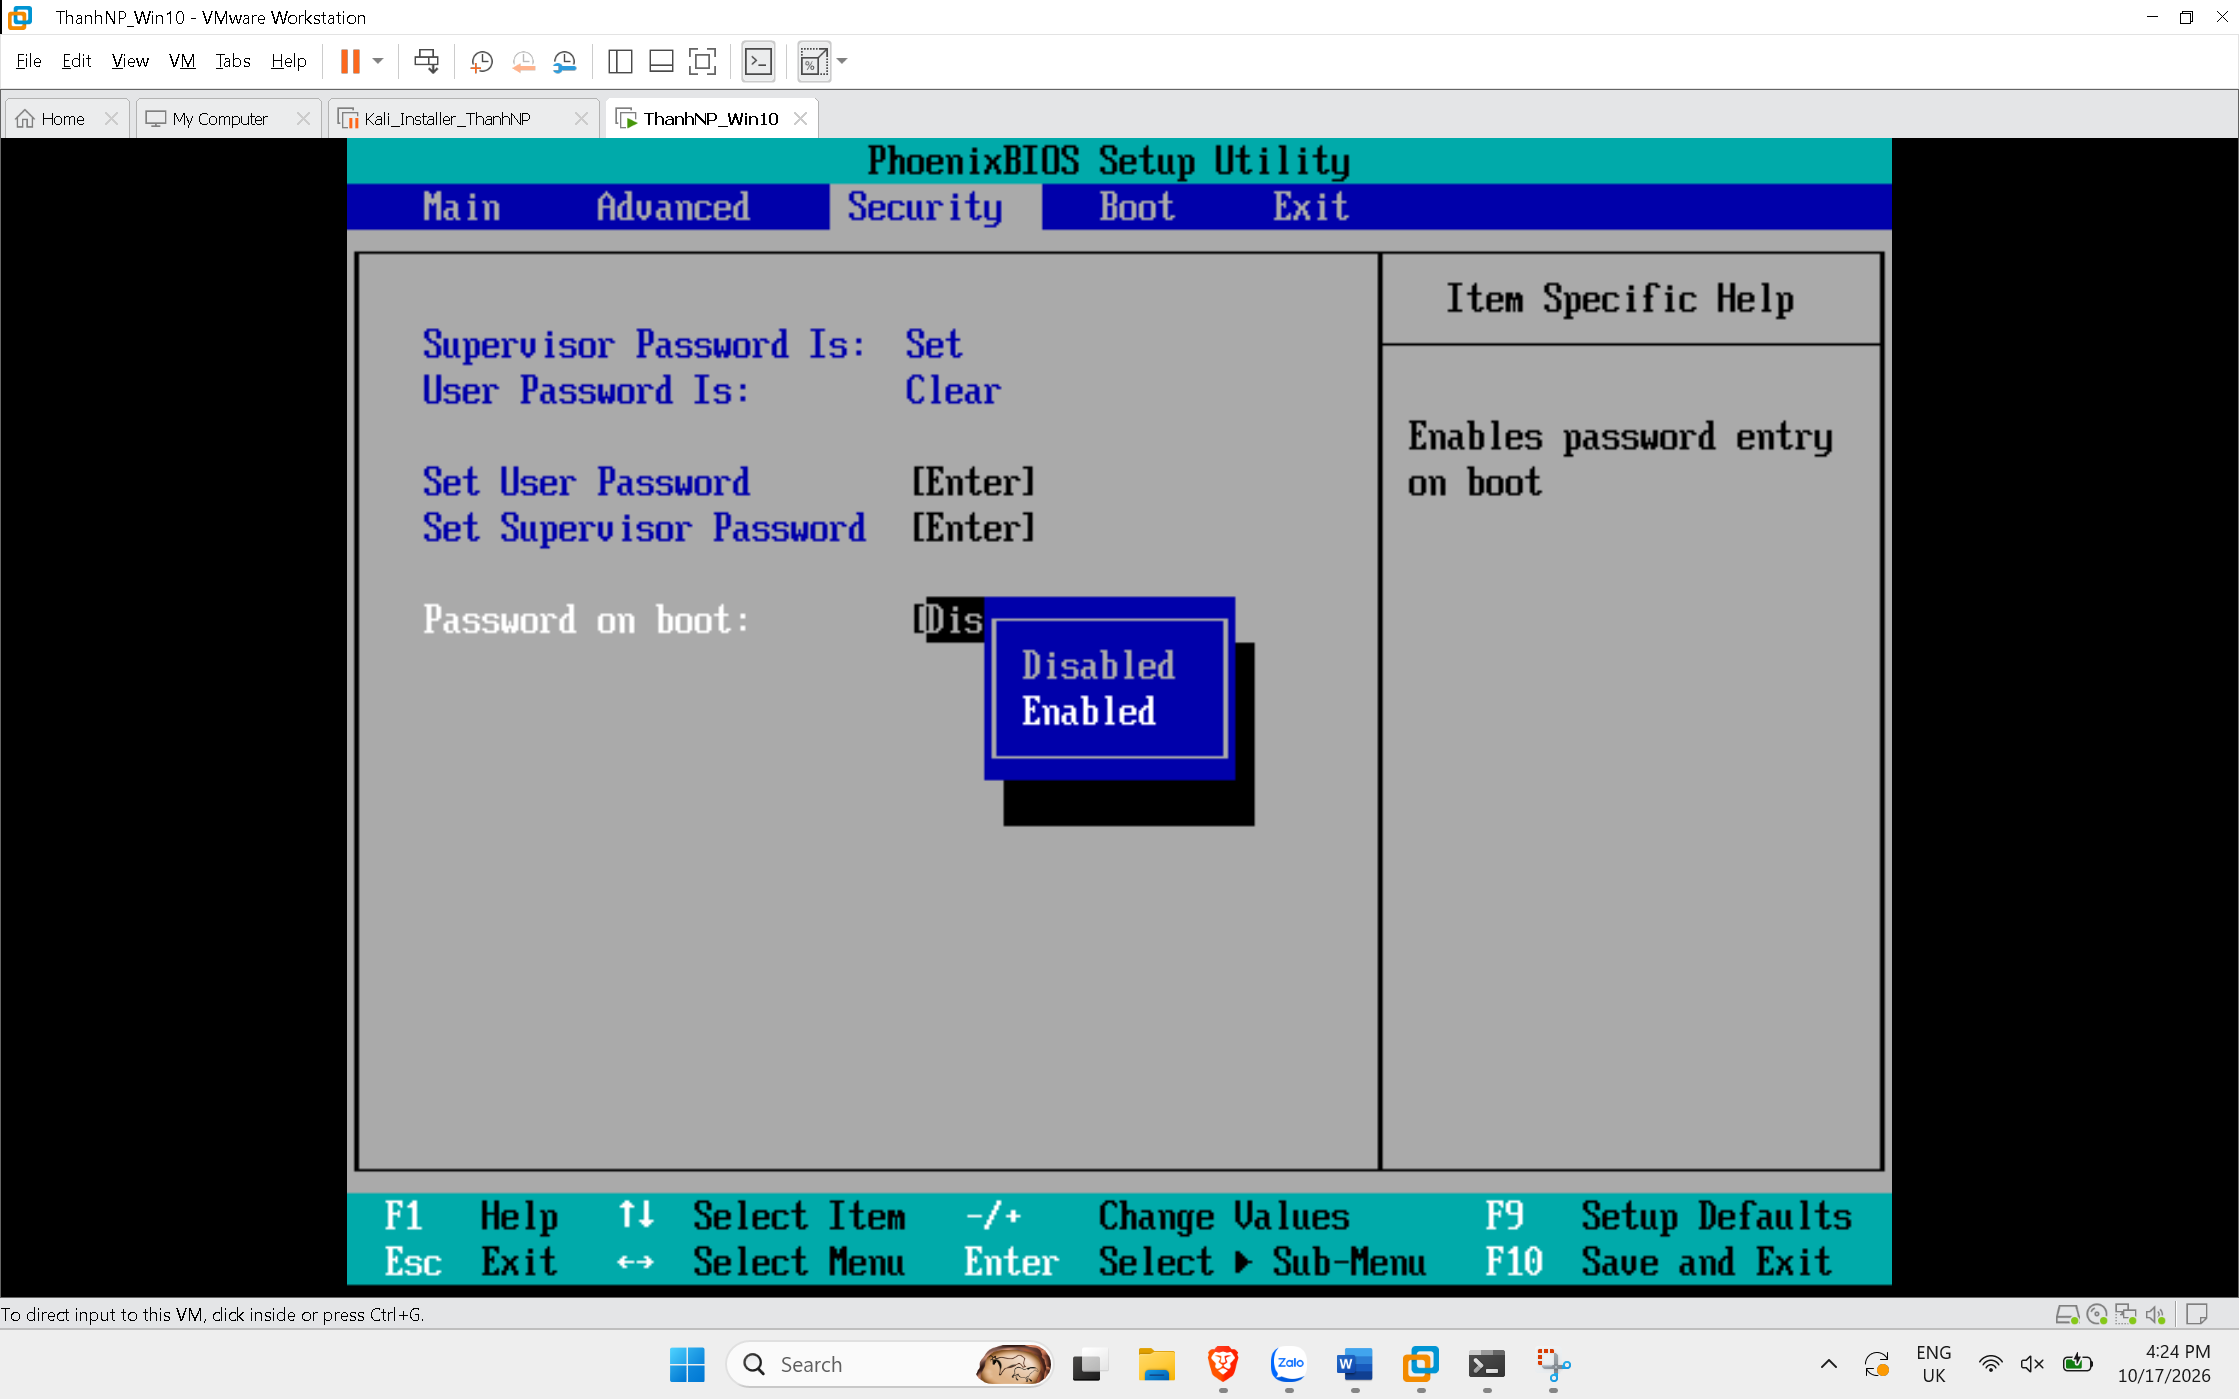 ThanhNP_Win10 - VMware Workstation
File Edit View VM Tabs Help
Home My Computer Kali_Installer_ThanhNP ThanhNP_Win10
PhoenixBIOS Setup Utility
Main Advanced Security Boot Exit
Item Specific Help
Supervisor Password Is: Set
User Password Is: Clear
Enables password entry
on boot
Set User Password [Enter]
Set Supervisor Password [Enter]
Password on boot: [Dis
Disabled
Enabled
F1 Help ↑↓ Select Item -/+ Change Values F9 Setup Defaults
Esc Exit ↔ Select Menu Enter Select ▶ Sub-Menu F10 Save and Exit
To direct input to this VM, click inside or press Ctrl+G.
Search
Zalo
W
ENG
UK
4:24 PM
10/17/2026